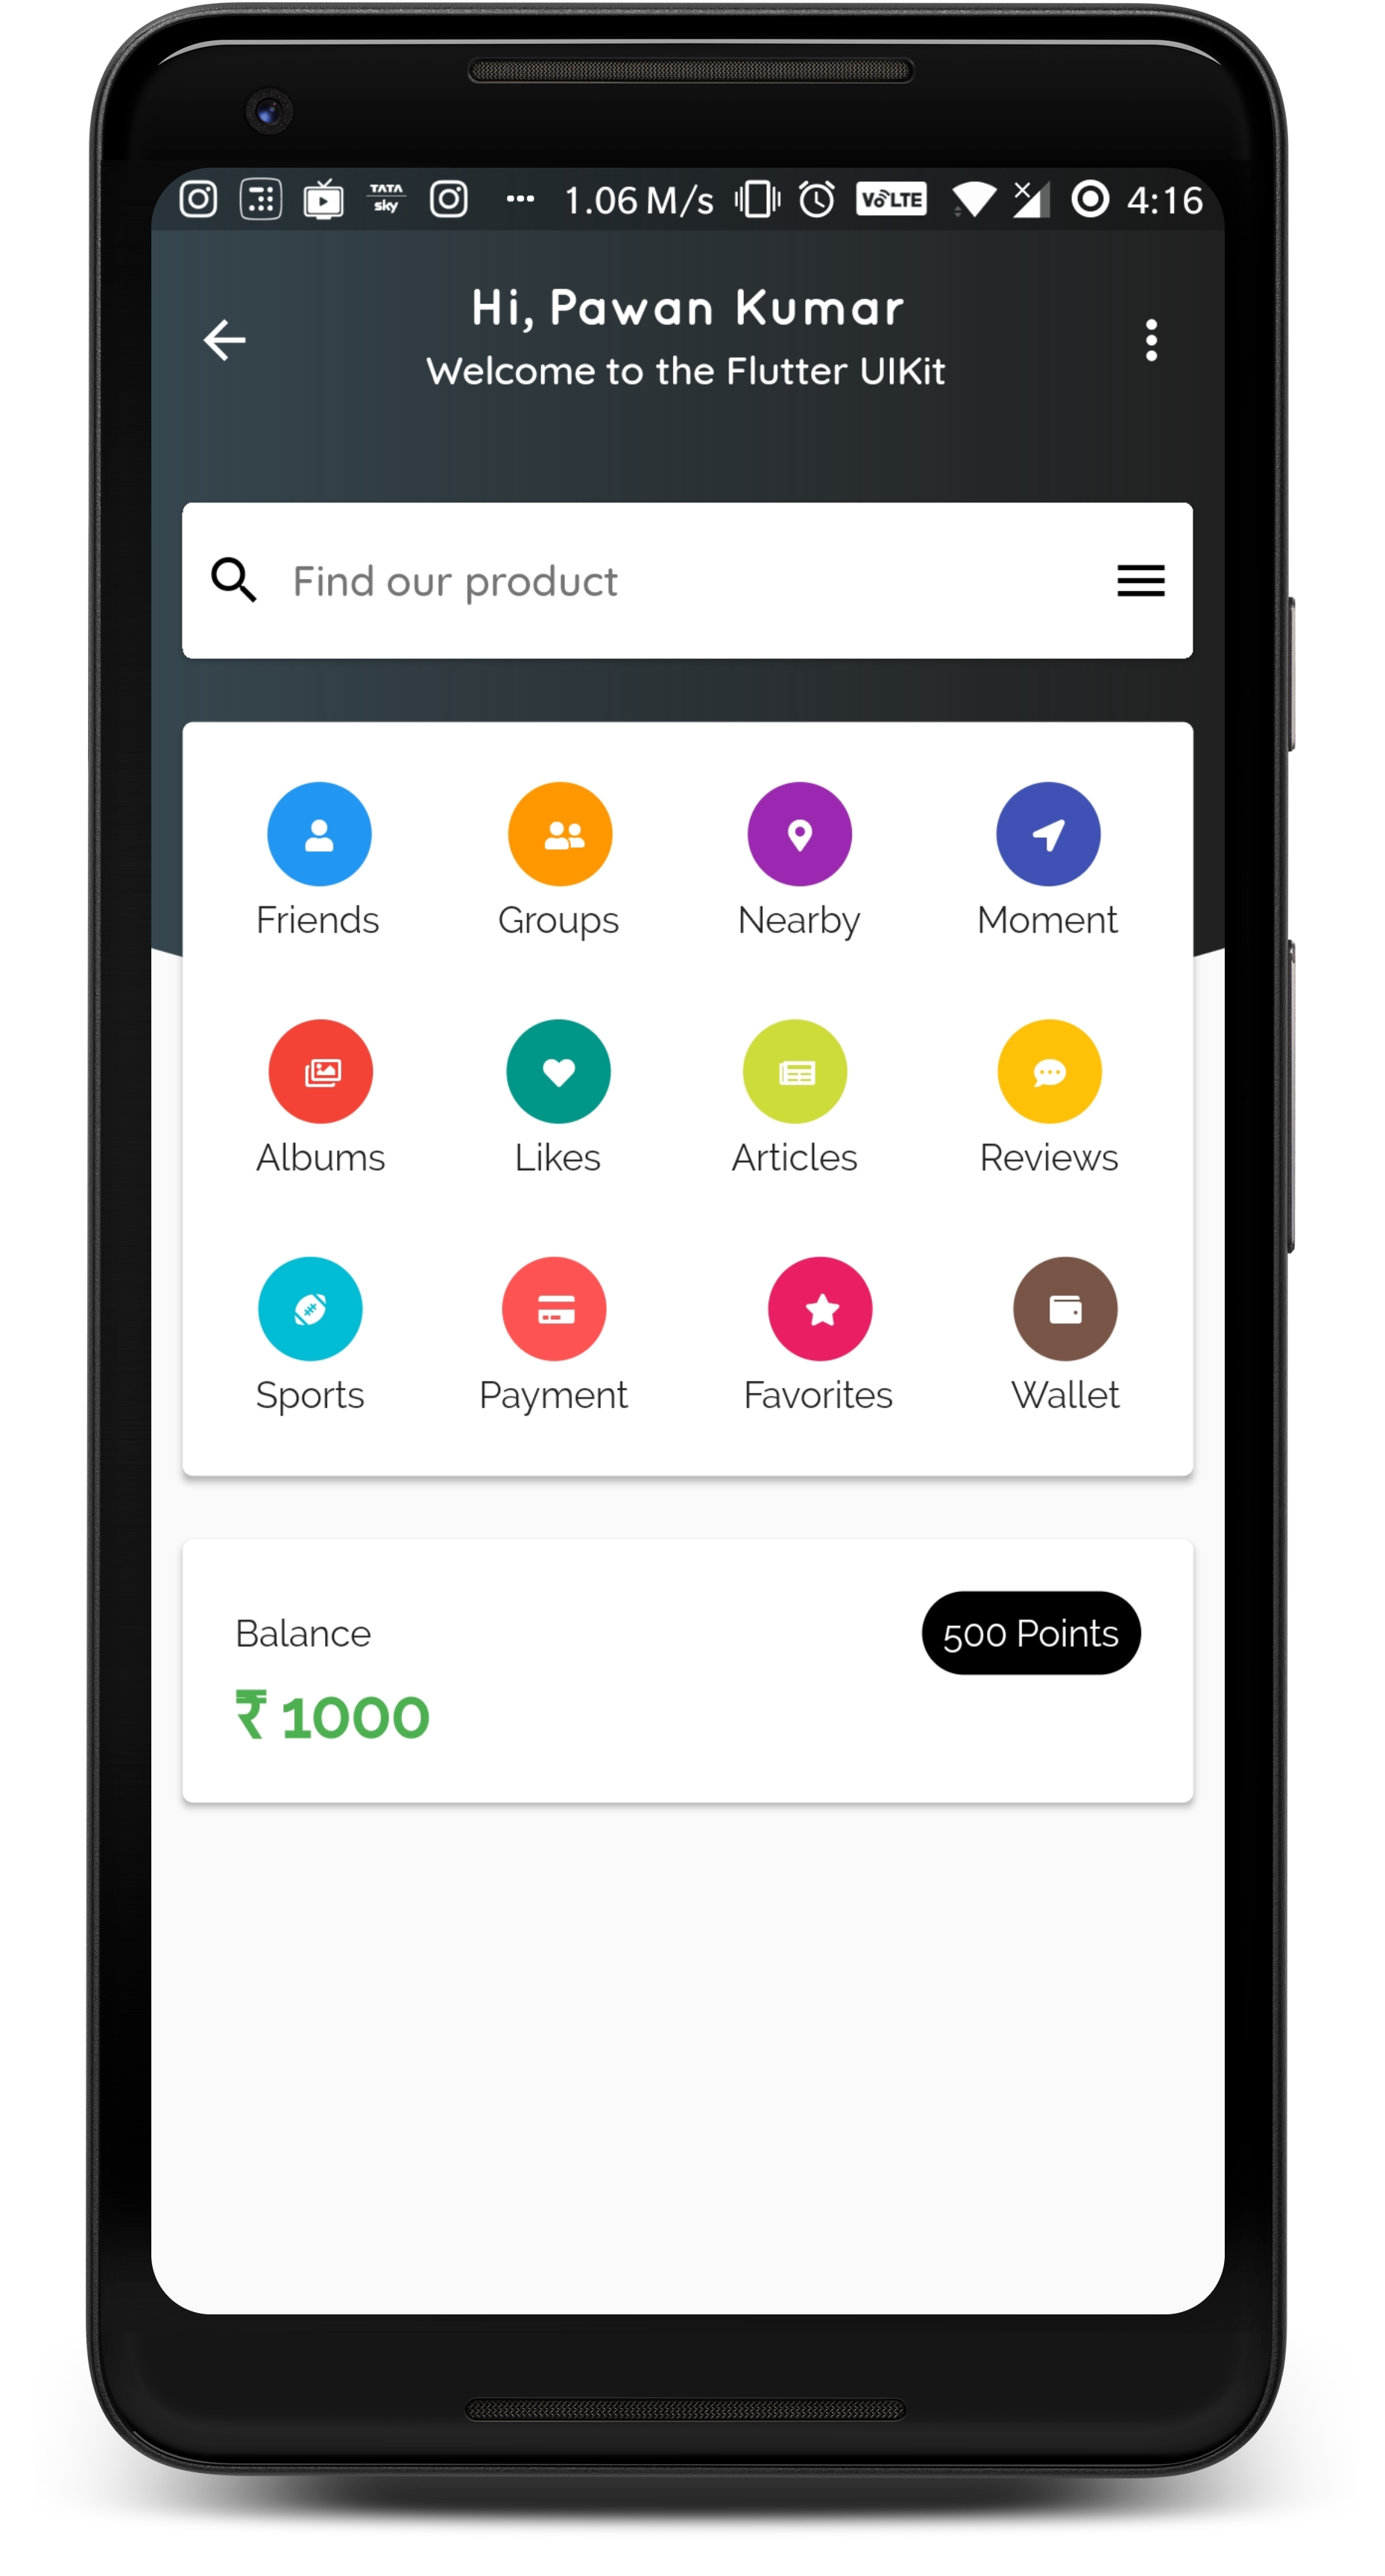 TATA sky ... 1.06 M/s VoLTE 4:16
Hi, Pawan Kumar
Welcome to the Flutter UIKit
Find our product
Friends Groups Nearby Moment
Albums Likes Articles Reviews
Sports Payment Favorites Wallet
Balance 500 Points
₹ 1000